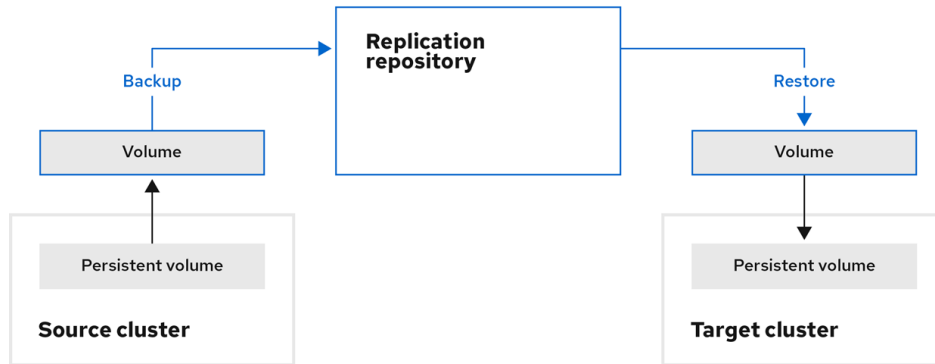 Replication
repository
Backup
Restore
Volume
Volume
Persistent volume
Persistent volume
Source cluster
Target cluster